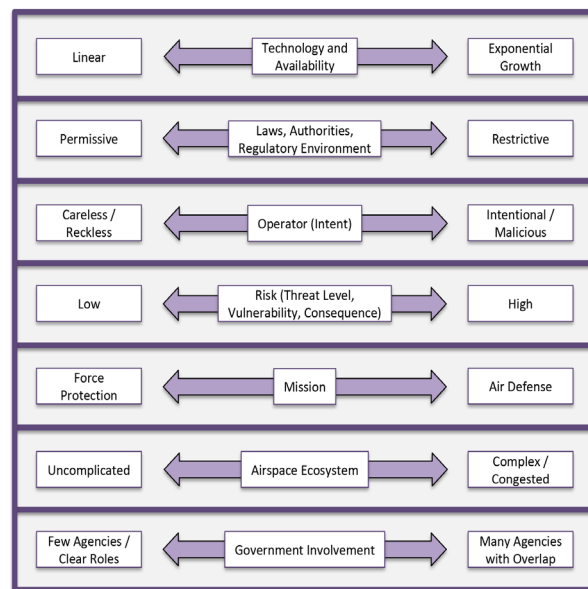 Linear
Technology and
Availability
Exponential
Growth
Permissive
Laws, Authorities,
Regulatory Environment
Restrictive
Careless /
Reckless
Operator (Intent)
Intentional /
Malicious
Low
Risk (Threat Level,
Vulnerability, Consequence)
High
Force
Protection
Mission
Air Defense
Uncomplicated
Airspace Ecosystem
Complex /
Congested
Few Agencies /
Clear Roles
Government Involvement
Many Agencies
with Overlap